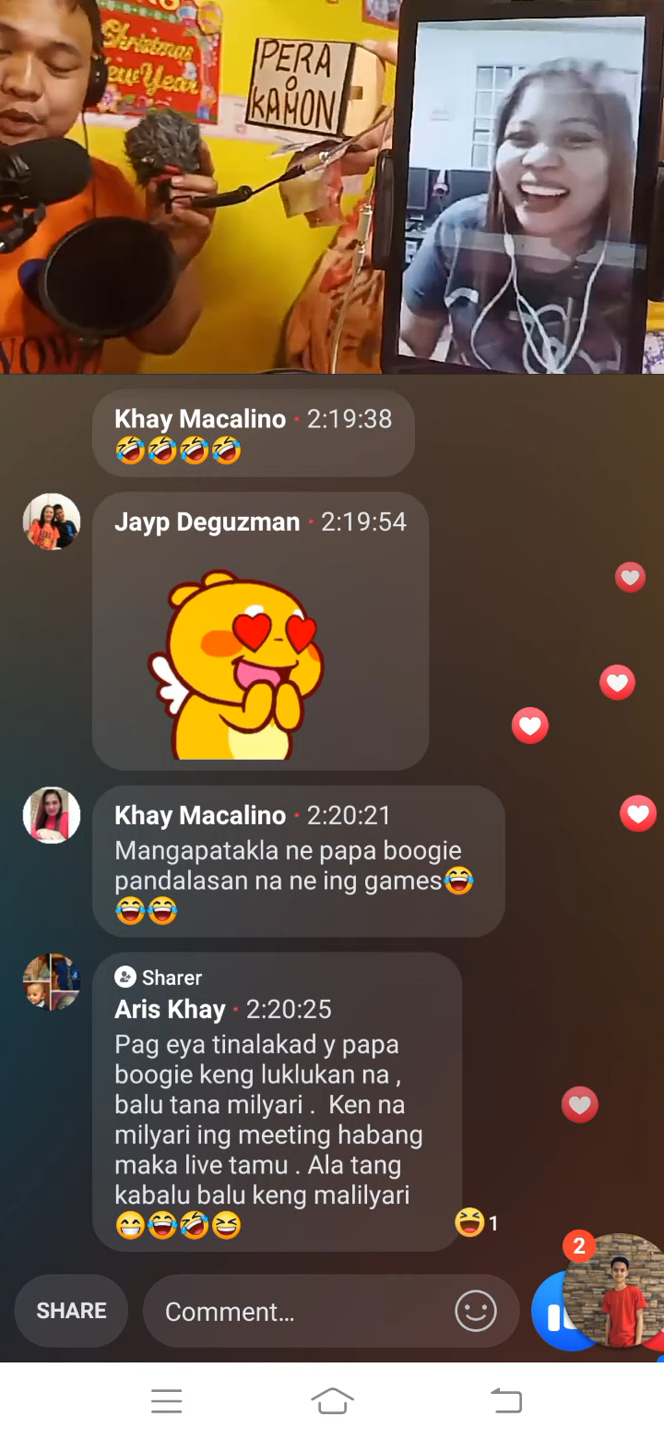 Christmas
New Year
PERA
O
KAHON
YOW
Khay Macalino · 2:19:38
🤣🤣🤣🤣
Jayp Deguzman · 2:19:54
Khay Macalino · 2:20:21
Mangapatakla ne papa boogie
pandalasan na ne ing games😂
😂😂
Sharer
Aris Khay · 2:20:25
Pag eya tinalakad y papa
boogie keng luklukan na ,
balu tana milyari . Ken na
milyari ing meeting habang
maka live tamu . Ala tang
kabalu balu keng malilyari
😁😂🤣😆
😆 1
2
SHARE
Comment...